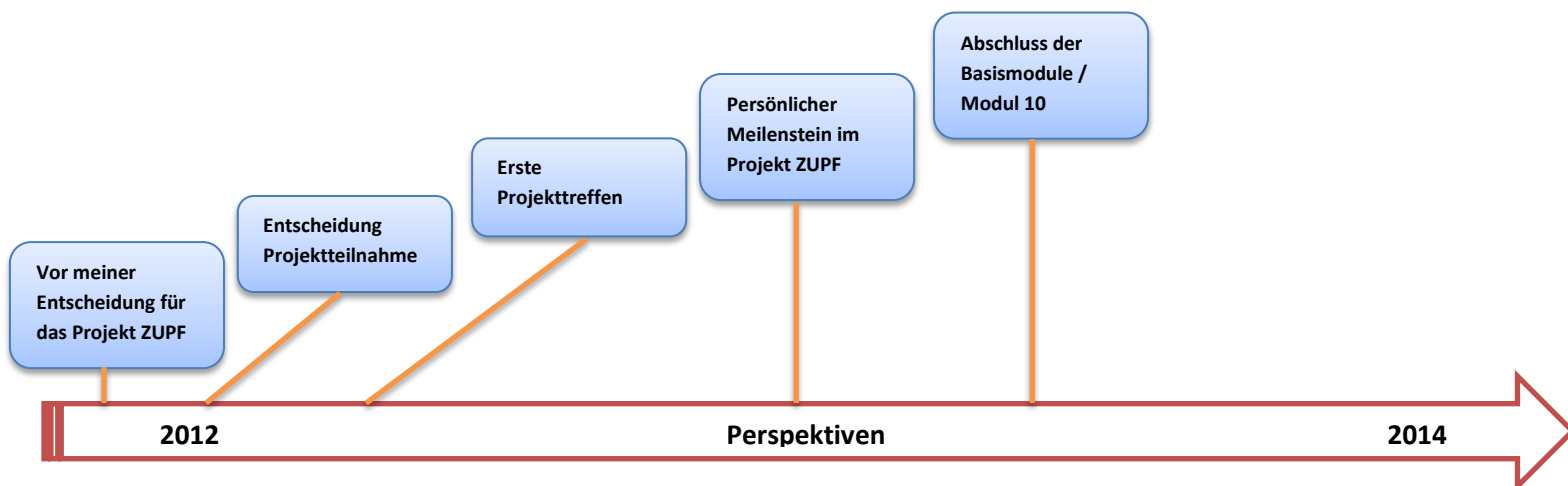 Vor meiner
Entscheidung für
das Projekt ZUPF
Entscheidung
Projektteilnahme
Erste
Projekttreffen
Persönlicher
Meilenstein im
Projekt ZUPF
Abschluss der
Basismodule /
Modul 10
2012
Perspektiven
2014